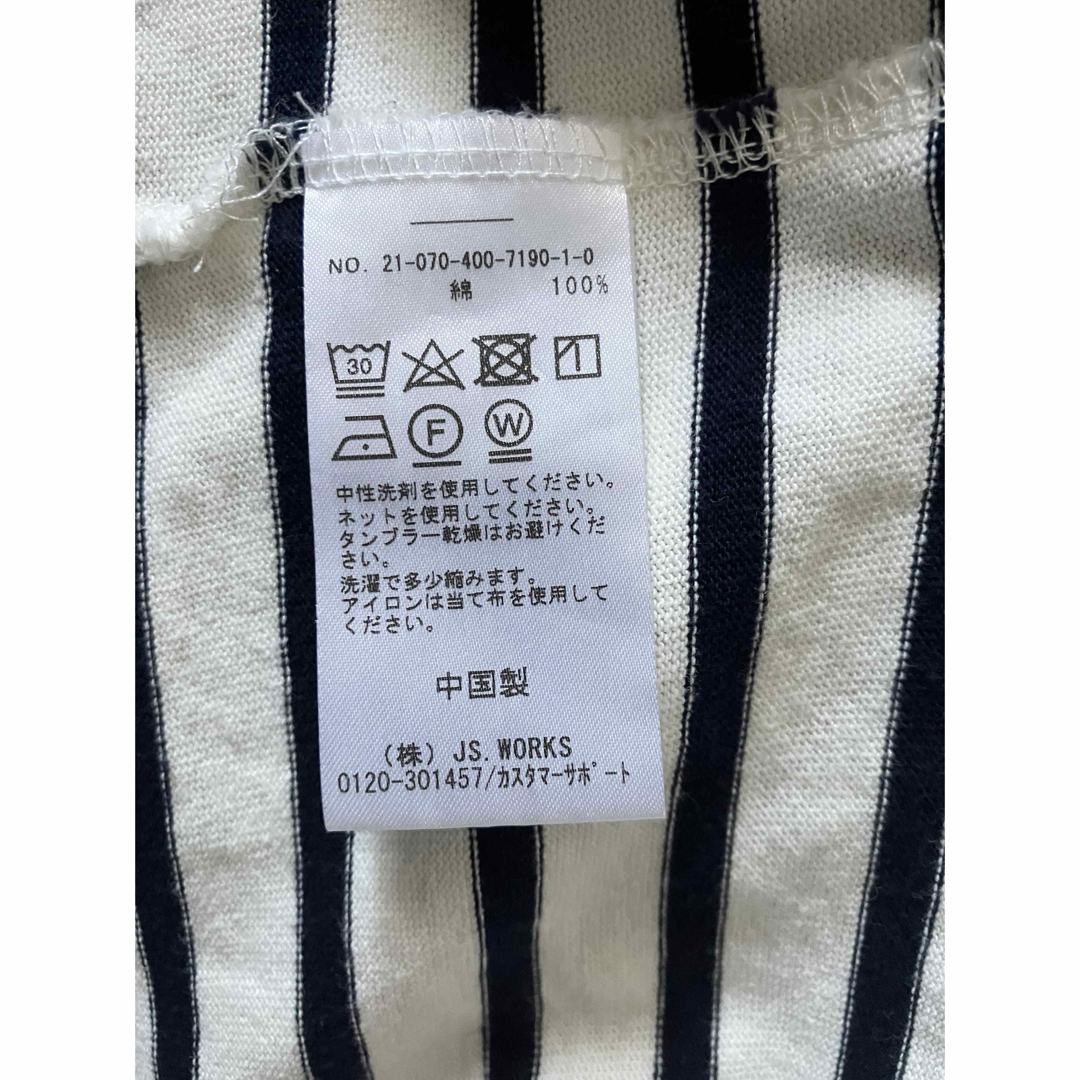 NO. 21-070-400-7190-1-0
綿 100%
30
F W
中性洗剤を使用してください。
ネットを使用してください。
タンブラー乾燥はお避けくだ
さい。
洗濯で多少縮みます。
アイロンは当て布を使用して
ください。
中国製
(株) JS. WORKS
0120-301457/カスタマーサポート